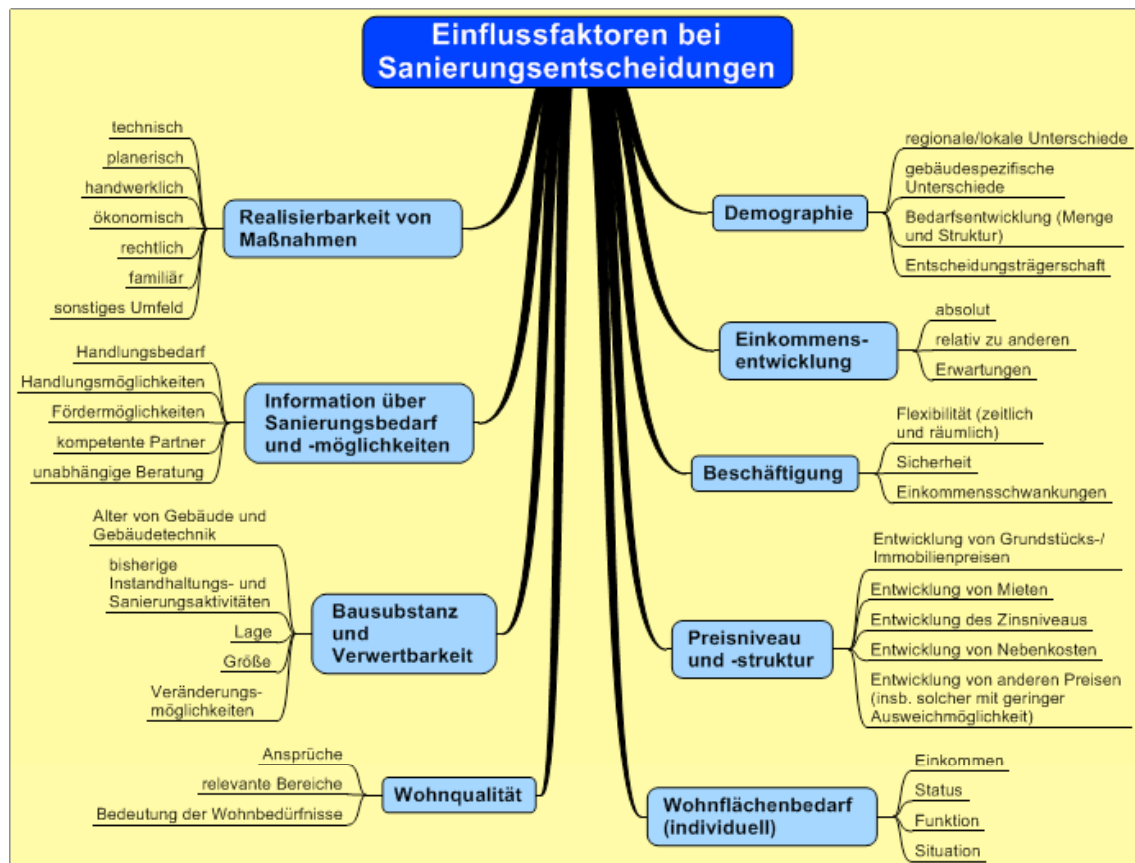 Einflussfaktoren bei
Sanierungsentscheidungen
technisch
planerisch
handwerklich
ökonomisch
rechtlich
familiär
sonstiges Umfeld
Realisierbarkeit von
Maßnahmen
Handlungsbedarf
Handlungsmöglichkeiten
Fördermöglichkeiten
kompetente Partner
unabhängige Beratung
Information über
Sanierungsbedarf
und -möglichkeiten
Alter von Gebäude und
Gebäudetechnik
bisherige
Instandhaltungs- und
Sanierungsaktivitäten
Lage
Größe
Veränderungs-
möglichkeiten
Bausubstanz
und
Verwertbarkeit
Ansprüche
relevante Bereiche
Bedeutung der Wohnbedürfnisse
Wohnqualität
Demographie
regionale/lokale Unterschiede
gebäudespezifische
Unterschiede
Bedarfsentwicklung (Menge
und Struktur)
Entscheidungsträgerschaft
Einkommens-
entwicklung
absolut
relativ zu anderen
Erwartungen
Beschäftigung
Flexibilität (zeitlich
und räumlich)
Sicherheit
Einkommensschwankungen
Preisniveau
und -struktur
Entwicklung von Grundstücks-/
Immobilienpreisen
Entwicklung von Mieten
Entwicklung des Zinsniveaus
Entwicklung von Nebenkosten
Entwicklung von anderen Preisen
(insb. solcher mit geringer
Ausweichmöglichkeit)
Wohnflächenbedarf
(individuell)
Einkommen
Status
Funktion
Situation